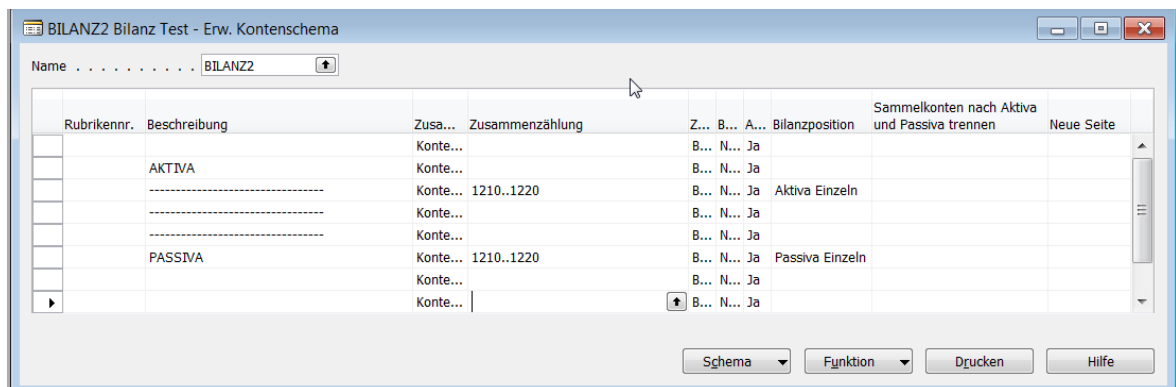 BILANZ2 Bilanz Test - Erw. Kontenschema
Name . . . . . . . . . . BILANZ2
Sammelkonten nach Aktiva
Rubrikennr. Beschreibung Zusa... Zusammenzählung Z... B... A... Bilanzposition und Passiva trennen Neue Seite
Konte... B... N... Ja
AKTIVA Konte... B... N... Ja
---------------------------------- Konte... 1210..1220 B... N... Ja Aktiva Einzeln
---------------------------------- Konte... B... N... Ja
---------------------------------- Konte... B... N... Ja
PASSIVA Konte... 1210..1220 B... N... Ja Passiva Einzeln
Konte... B... N... Ja
Konte... B... N... Ja
Schema Funktion Drucken Hilfe